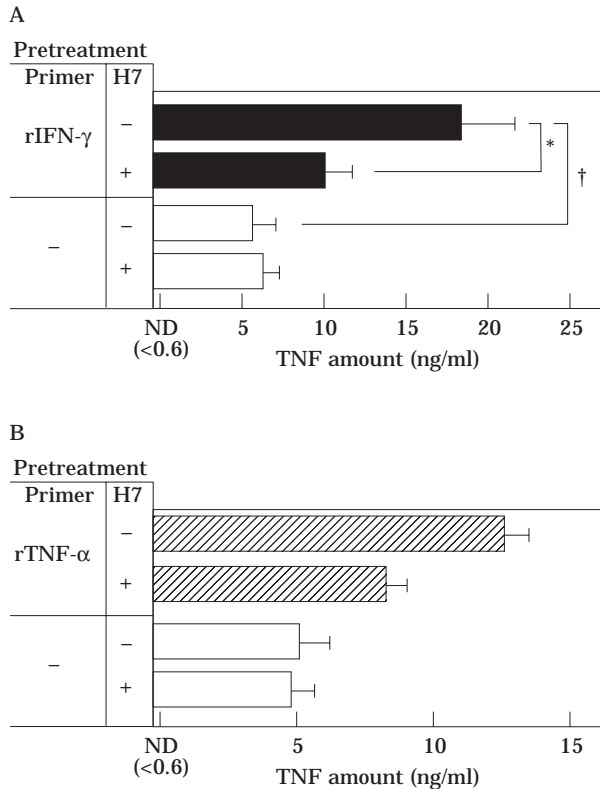 A
Pretreatment
Primer H7
rIFN-γ
–
+
*
†
–
–
+
ND
(<0.6)
5 10 15 20 25
TNF amount (ng/ml)
B
Pretreatment
Primer H7
rTNF-α
–
+
–
–
+
ND
(<0.6)
5 10 15
TNF amount (ng/ml)